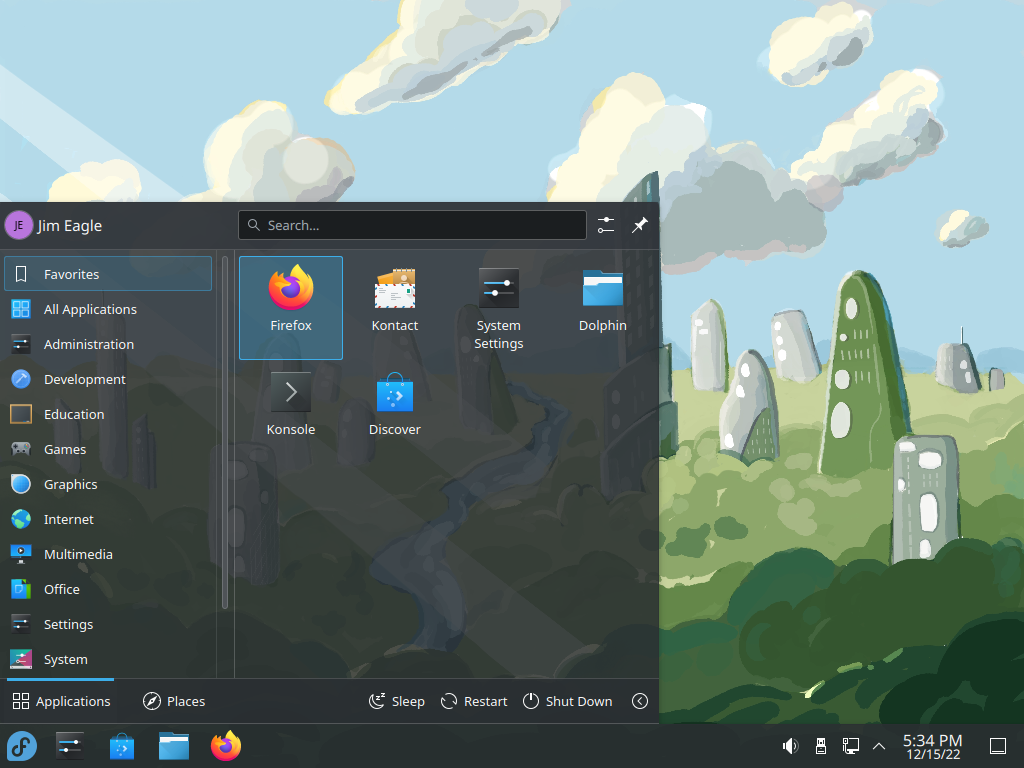 JE
Jim Eagle
Search...
Favorites
All Applications
Administration
Development
Education
Games
Graphics
Internet
Multimedia
Office
Settings
System
Firefox
Kontact
System
Settings
Dolphin
Konsole
Discover
Applications
Places
Sleep
Restart
Shut Down
5:34 PM
12/15/22